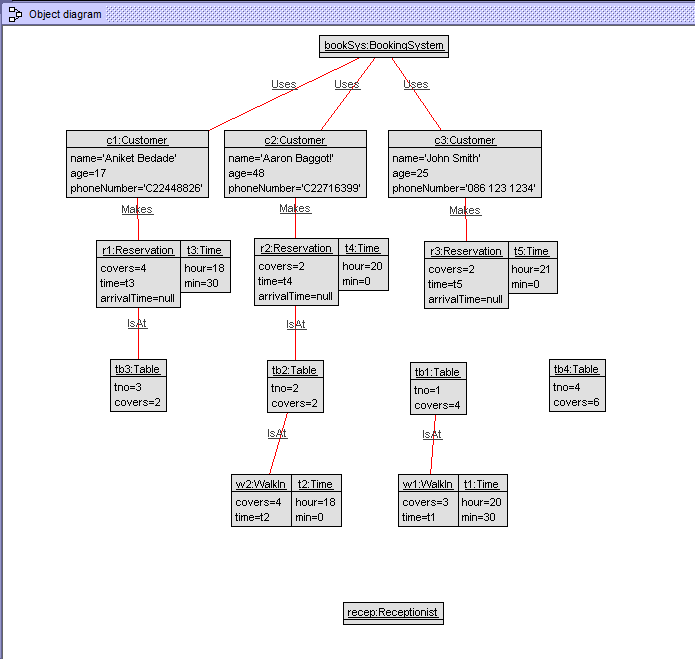 Object diagram
bookSys:BookingSystem
Uses Uses Uses
c1:Customer
name='Aniket Bedade'
age=17
phoneNumber='C22448826'
c2:Customer
name='Aaron Baggot!'
age=48
phoneNumber='C22716399'
c3:Customer
name='John Smith'
age=25
phoneNumber='086 123 1234'
Makes Makes Makes
r1:Reservation
covers=4
time=t3
arrivalTime=null
t3:Time
hour=18
min=30
r2:Reservation
covers=2
time=t4
arrivalTime=null
t4:Time
hour=20
min=0
r3:Reservation
covers=2
time=t5
arrivalTime=null
t5:Time
hour=21
min=0
IsAt IsAt
tb3:Table
tno=3
covers=2
tb2:Table
tno=2
covers=2
tb1:Table
tno=1
covers=4
tb4:Table
tno=4
covers=6
IsAt IsAt
w2:WalkIn
covers=4
time=t2
t2:Time
hour=18
min=0
w1:WalkIn
covers=3
time=t1
t1:Time
hour=20
min=30
recep:Receptionist